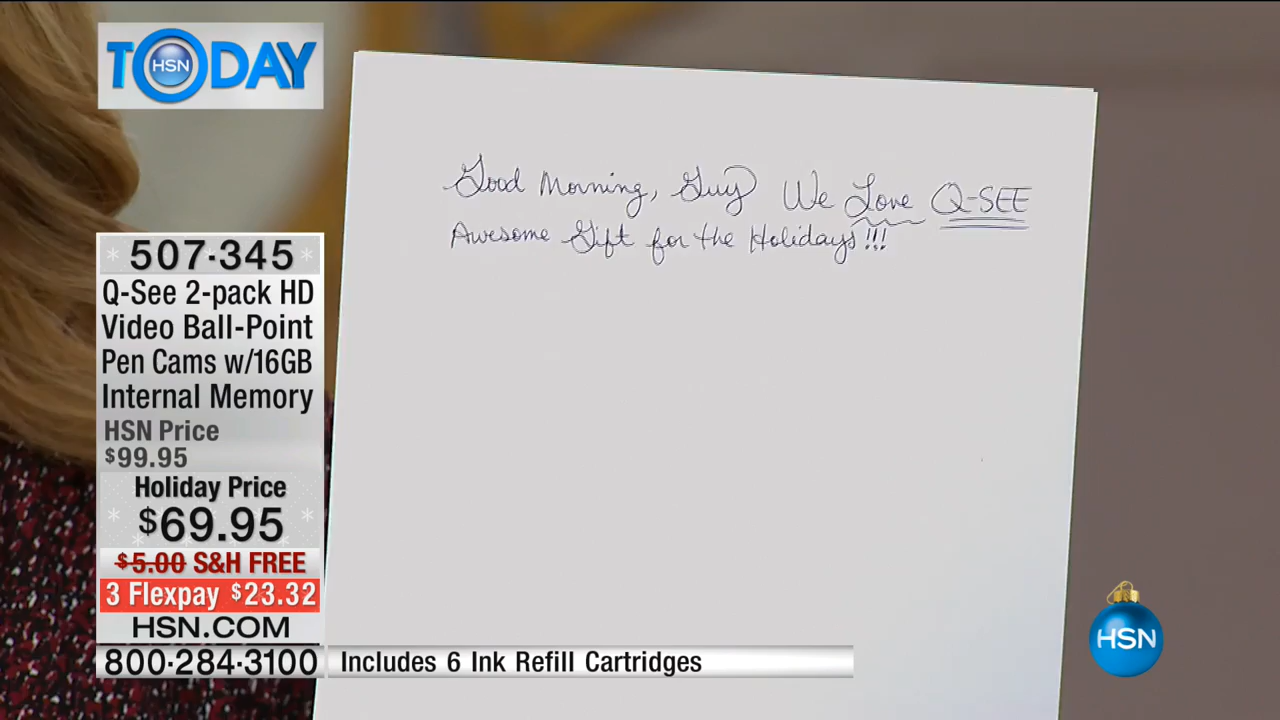 TODAY
HSN
Good Morning, Guy We Love Q-SEE
Awesome Gift for the Holidays!!!
507·345
Q-See 2-pack HD
Video Ball-Point
Pen Cams w/16GB
Internal Memory
HSN Price
$99.95
Holiday Price
$69.95
$5.00 S&H FREE
3 Flexpay $23.32
HSN.COM
800·284·3100
Includes 6 Ink Refill Cartridges
HSN